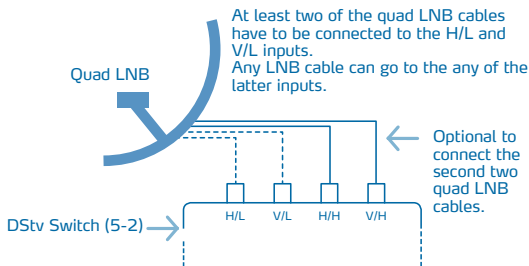 At least two of the quad LNB cables
have to be connected to the H/L and
V/L inputs.
Any LNB cable can go to the any of the
latter inputs.
Quad LNB
Optional to
connect the
second two
quad LNB
cables.
H/L V/L H/H V/H
DStv Switch (5-2)